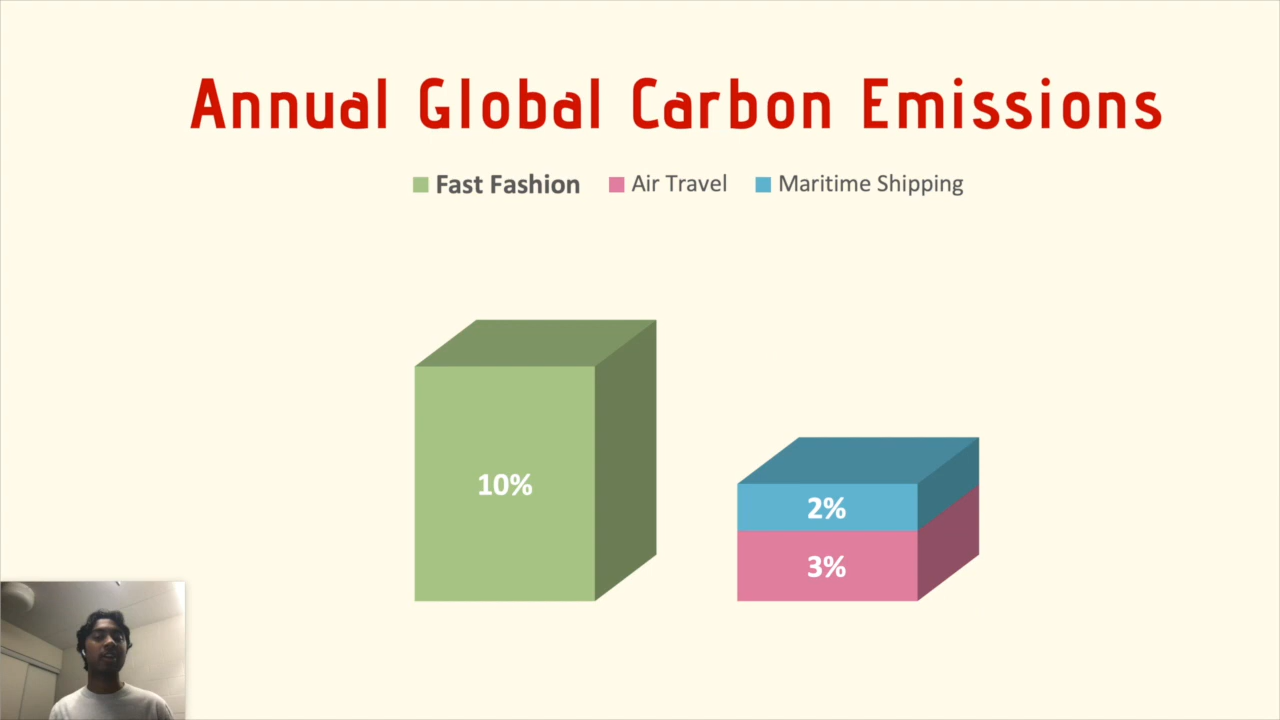 Annual Global Carbon Emissions
Fast Fashion Air Travel Maritime Shipping
10%
2%
3%